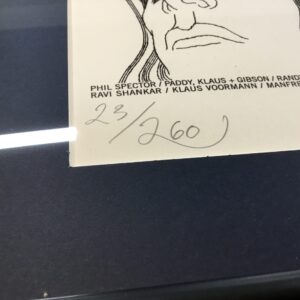 PHIL SPECTOR / PADDY, KLAUS + GIBSON / RAND
RAVI SHANKAR / KLAUS VOORMANN / MANFRE
23/260